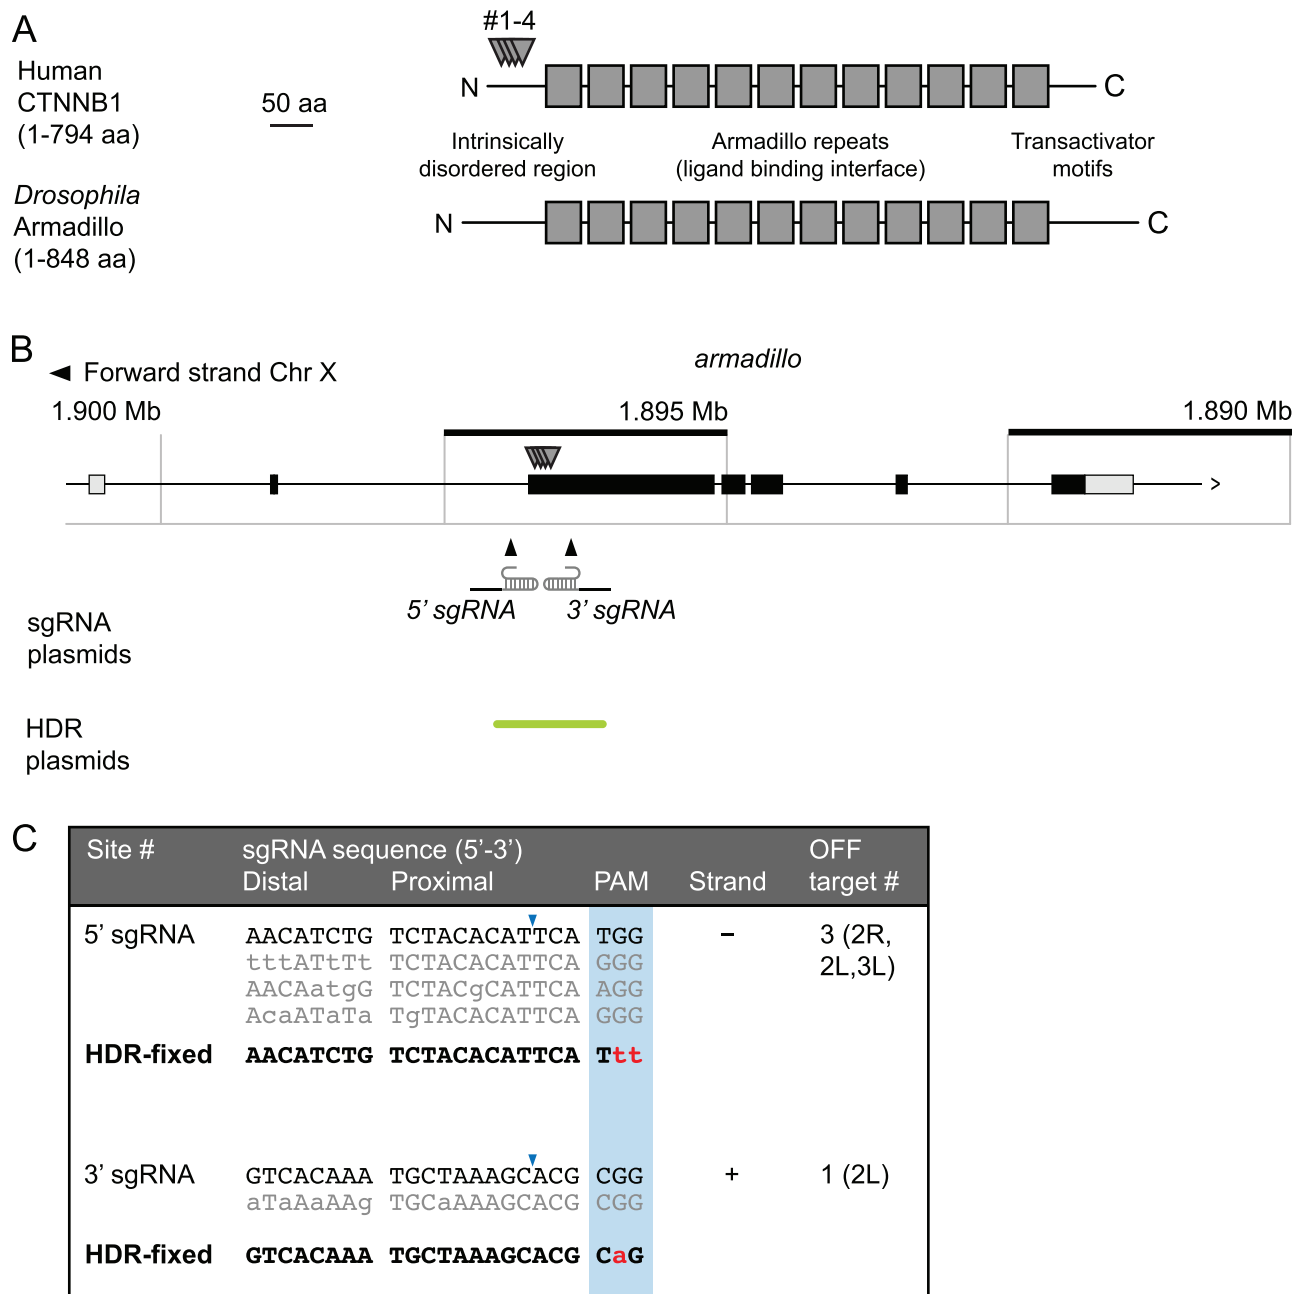 A
#1-4
Human
CTNNB1
(1-794 aa)
50 aa
N
C
Intrinsically
disordered region
Armadillo repeats
(ligand binding interface)
Transactivator
motifs
Drosophila
Armadillo
(1-848 aa)
N
C
B
Forward strand Chr X
armadillo
1.900 Mb
1.895 Mb
1.890 Mb
>
5’ sgRNA
3’ sgRNA
sgRNA
plasmids
HDR
plasmids
C
Site #
sgRNA sequence (5’-3’)
OFF
Distal
Proximal
PAM
Strand
target #
5’ sgRNA AACATCTG TCTACACATTCA TGG – 3 (2R,
tttATtTt TCTACACATTCA GGG 2L,3L)
AACAatgG TCTACgCATTCA AGG
AcaATaTa TgTACACATTCA GGG
HDR-fixed AACATCTG TCTACACATTCA Ttt
3’ sgRNA GTCACAAA TGCTAAAGCACG CGG + 1 (2L)
aTaAaAAg TGCaAAAGCACG CGG
HDR-fixed GTCACAAA TGCTAAAGCACG CaG